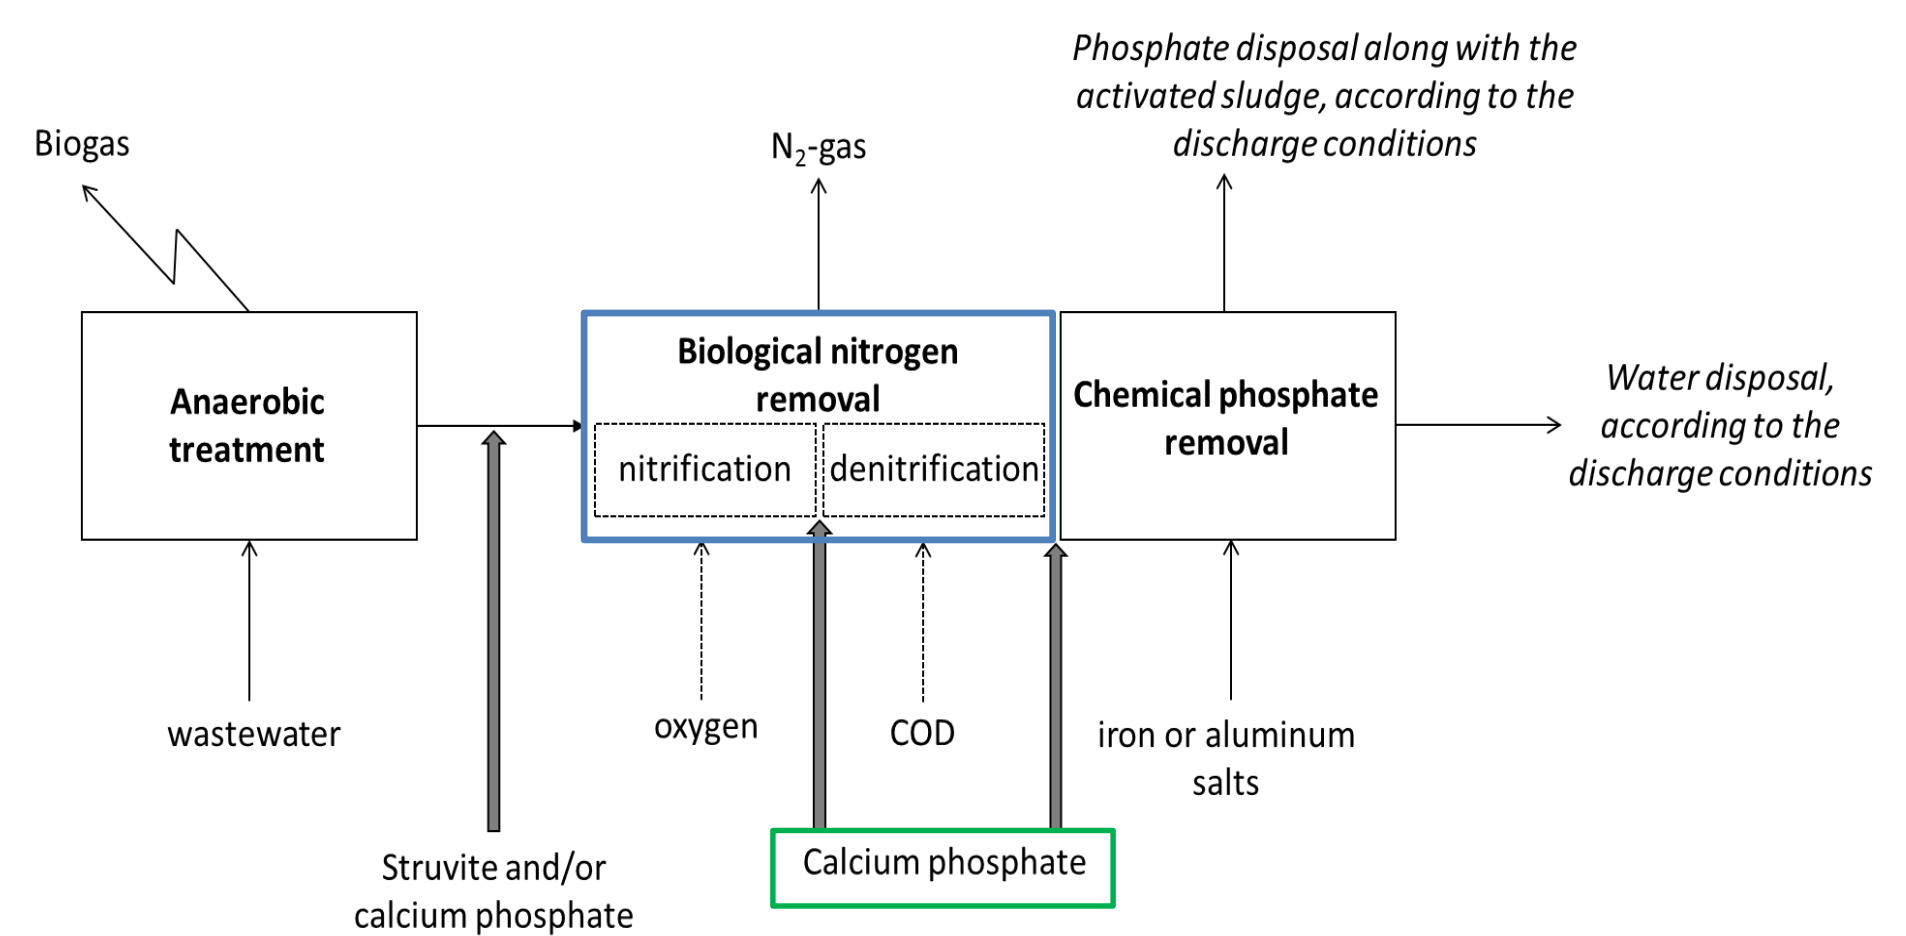 Phosphate disposal along with the
activated sludge, according to the
discharge conditions
Biogas
N₂-gas
Biological nitrogen
removal
nitrification
denitrification
Anaerobic
treatment
Chemical phosphate
removal
Water disposal,
according to the
discharge conditions
wastewater
oxygen
COD
iron or aluminum
salts
Struvite and/or
calcium phosphate
Calcium phosphate